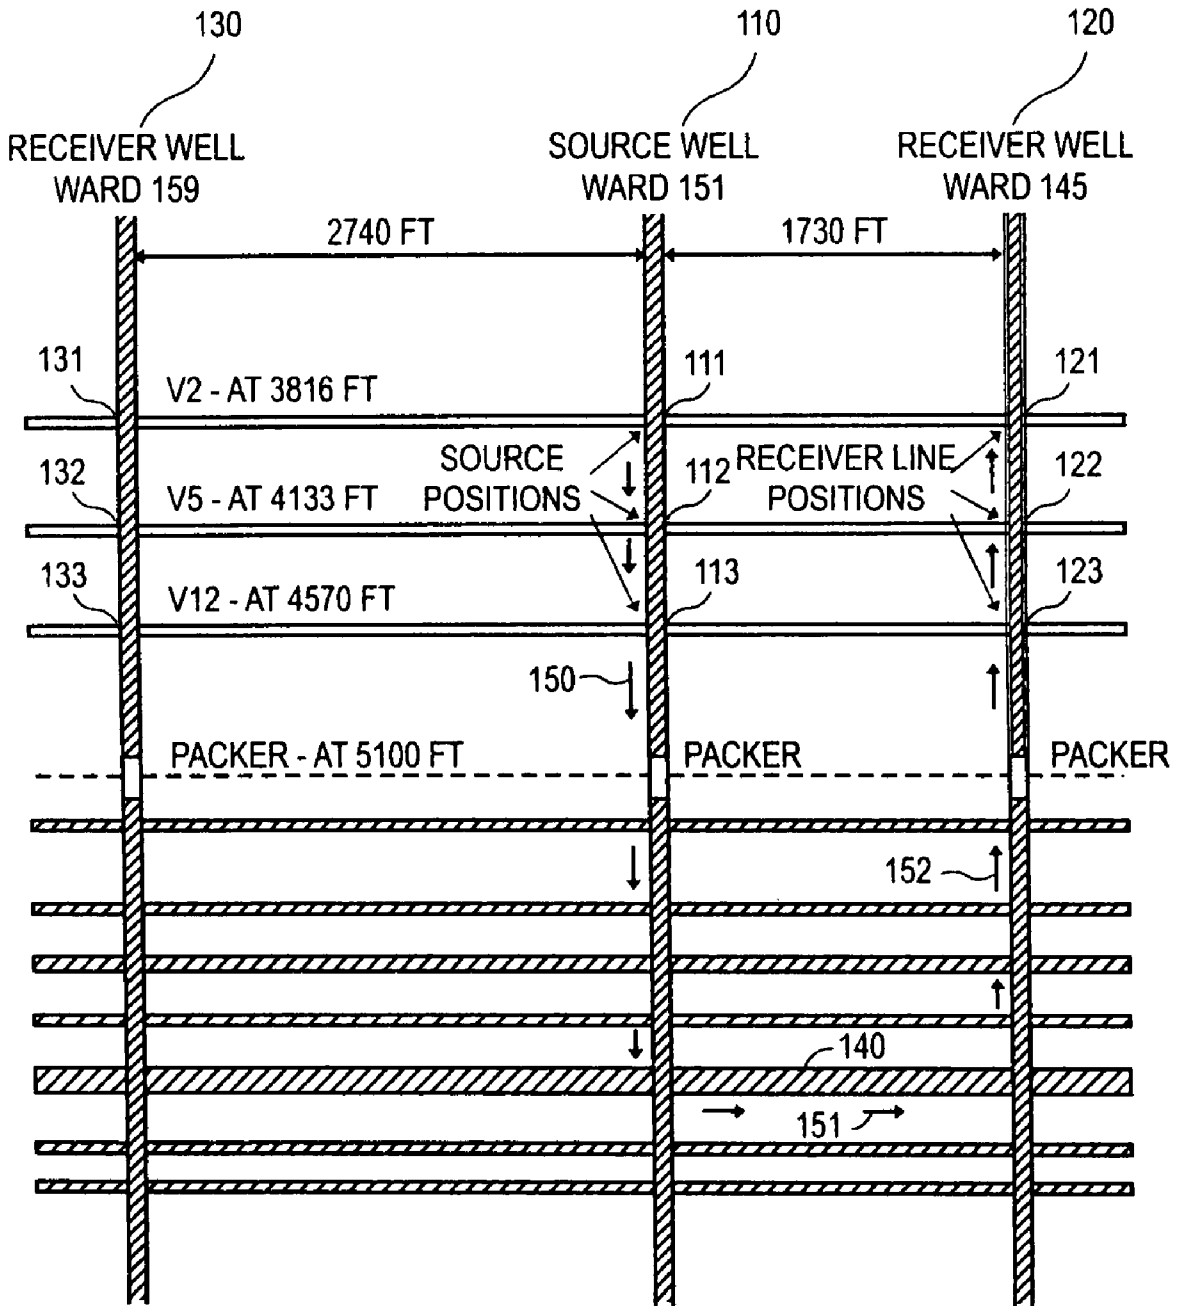 130
110
120
RECEIVER WELL
WARD 159
SOURCE WELL
WARD 151
RECEIVER WELL
WARD 145
2740 FT
1730 FT
131
V2 - AT 3816 FT
111
121
SOURCE
POSITIONS
RECEIVER LINE
POSITIONS
132
V5 - AT 4133 FT
112
122
133
V12 - AT 4570 FT
113
123
150
PACKER - AT 5100 FT
PACKER
PACKER
152
140
151